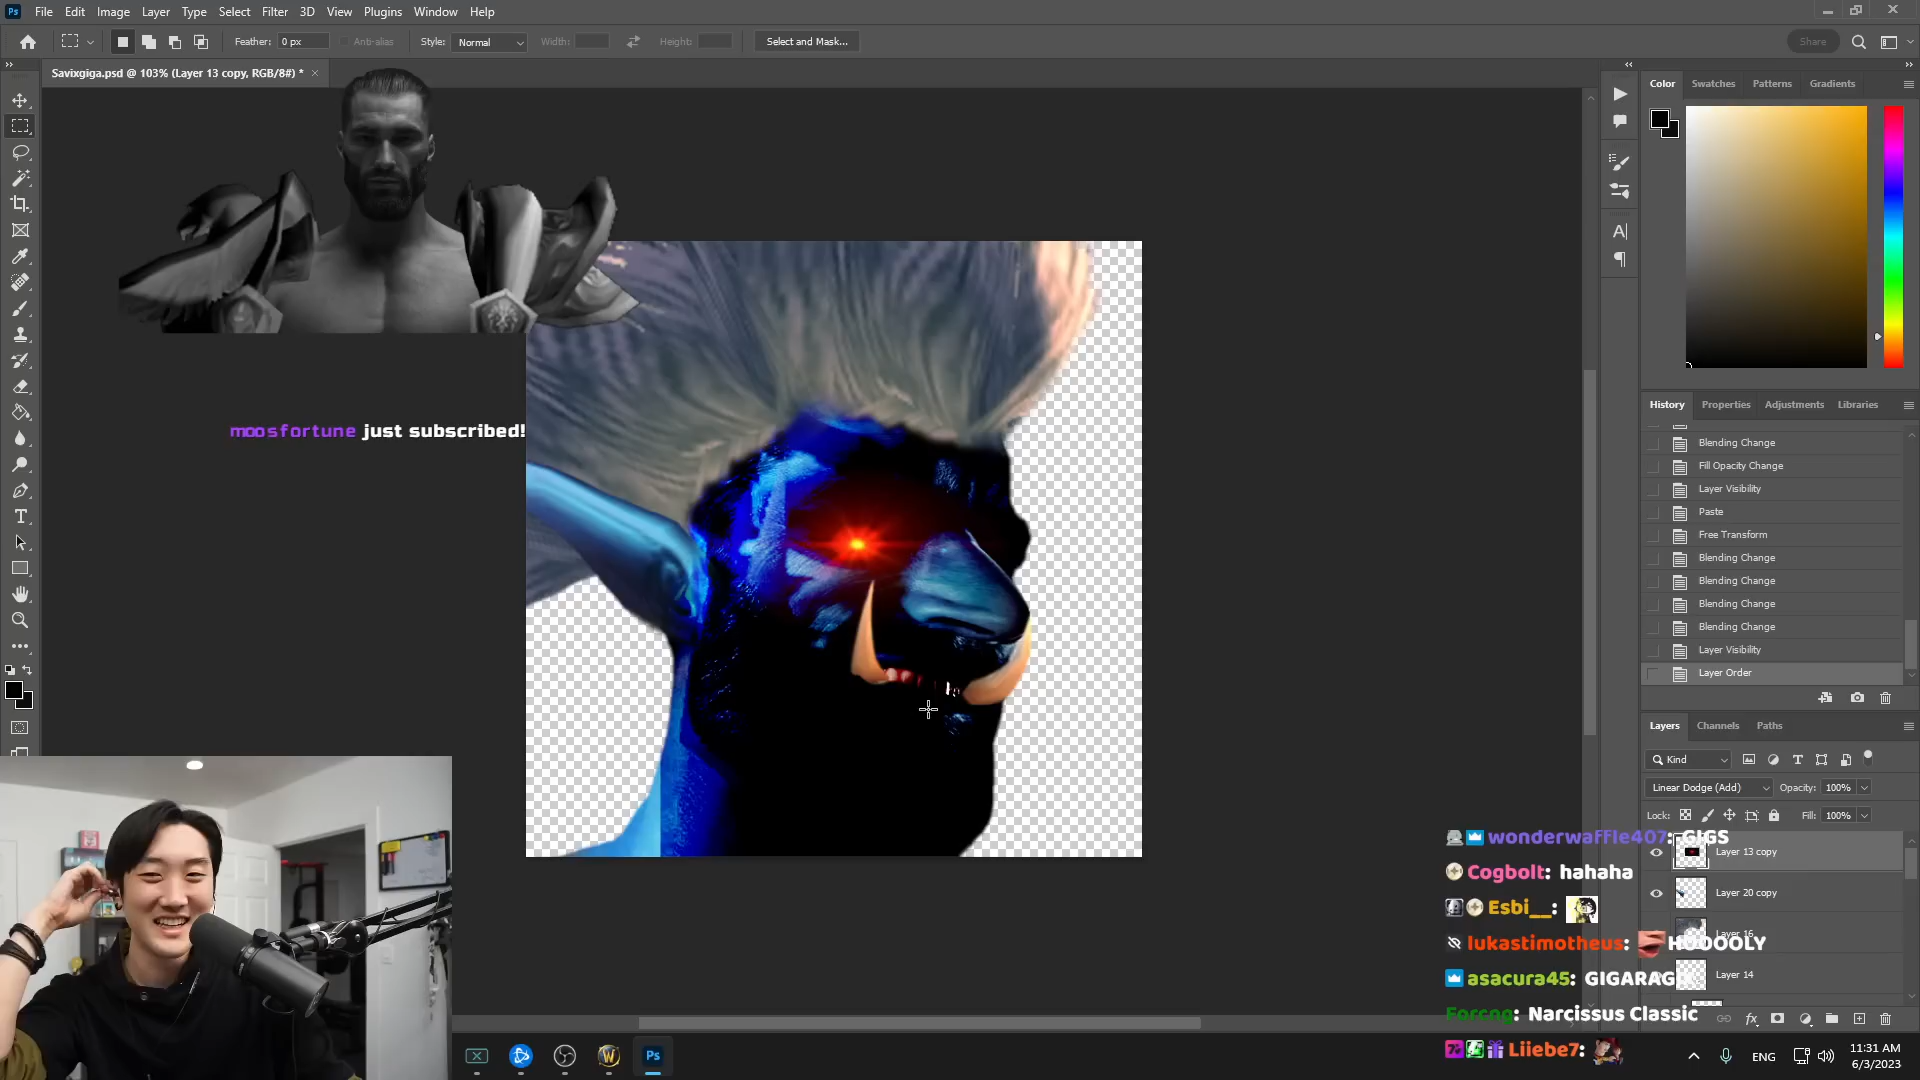 File Edit Image Layer Type Select Filter 3D View Plugins Window Help
Feather: 0 px Anti-alias Style: Normal Width: Height: Select and Mask... Share
Savixgiga.psd @ 103% (Layer 13 copy, RGB/8#) *
Color Swatches Patterns Gradients
moosfortune just subscribed!
History Properties Adjustments Libraries
Blending Change
Fill Opacity Change
Layer Visibility
Paste
Free Transform
Blending Change
Blending Change
Blending Change
Blending Change
Layer Visibility
Layer Order
Layers Channels Paths
Kind
Linear Dodge (Add) Opacity: 100%
Lock: Fill: 100%
wonderwaffle407: GIGS
Layer 13 copy
Cogbolt: hahaha
Layer 20 copy
Esbi__:
Layer 16
lukastimotheus: HUOOOLY
Layer 14
asacura45: GIGARAG
Forcng: Narcissus Classic
Liiebe7:
Ps
ENG
11:31 AM
6/3/2023